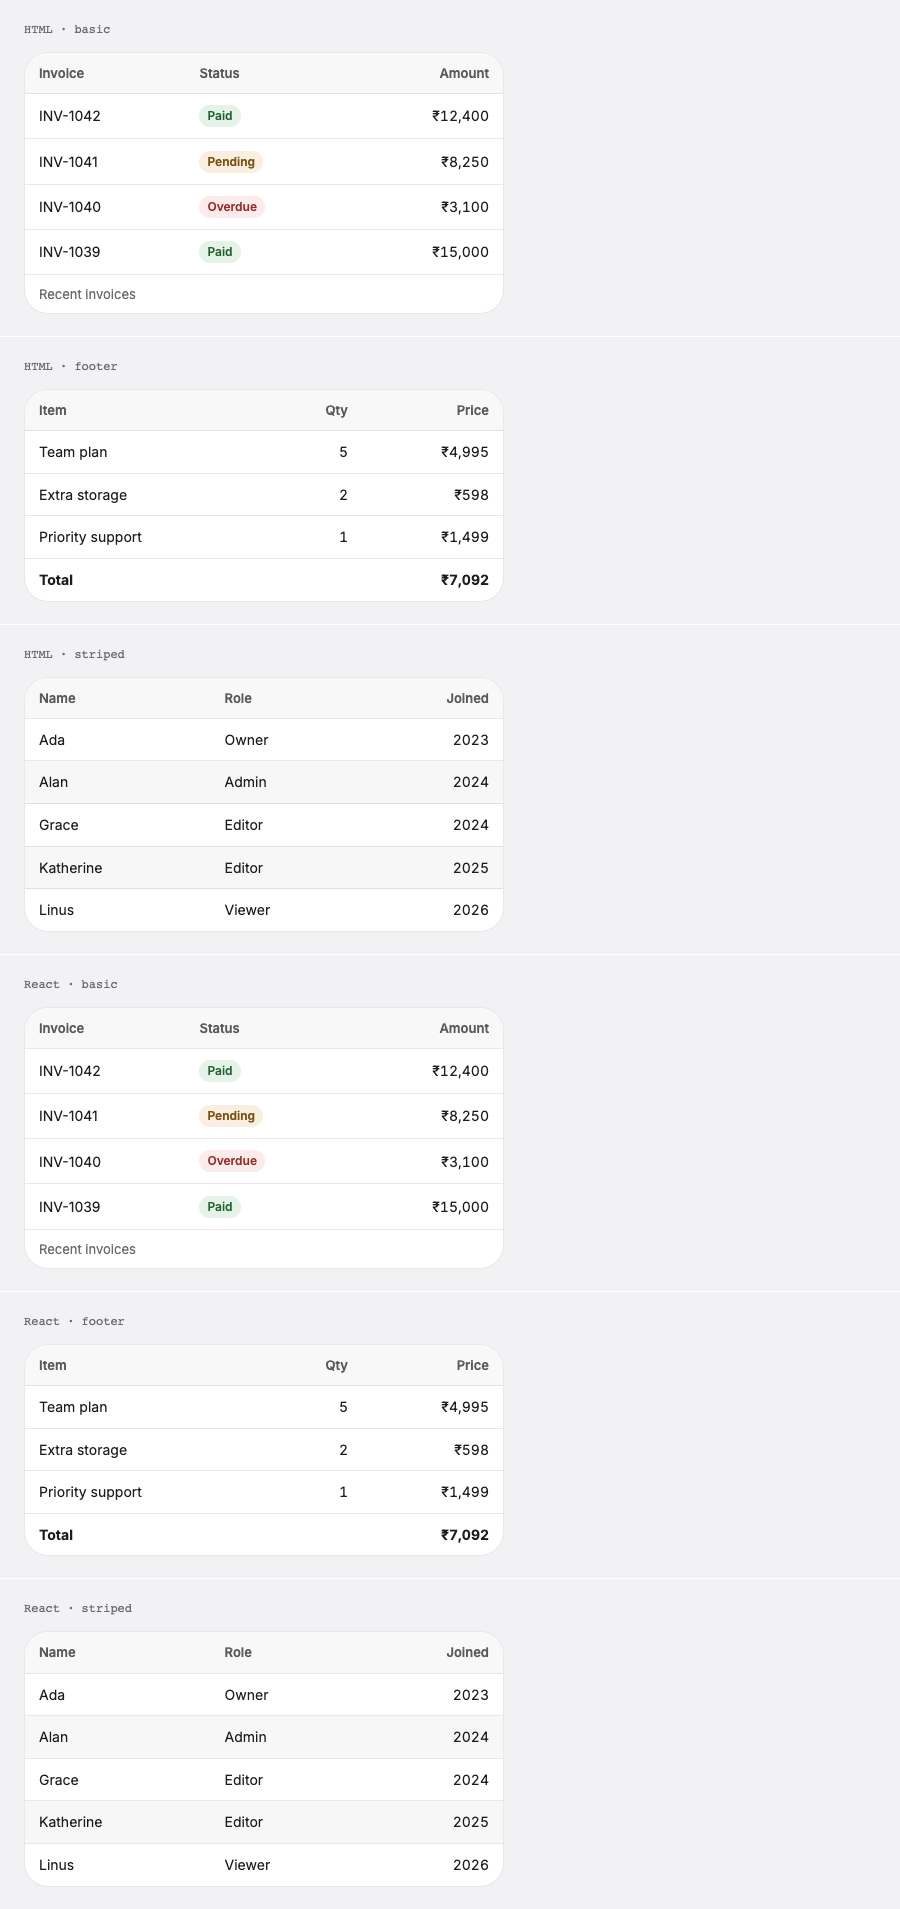 HTML · basic
Invoice Status Amount
INV-1042 Paid ₹12,400
INV-1041 Pending ₹8,250
INV-1040 Overdue ₹3,100
INV-1039 Paid ₹15,000
Recent invoices
HTML · footer
Item Qty Price
Team plan 5 ₹4,995
Extra storage 2 ₹598
Priority support 1 ₹1,499
Total ₹7,092
HTML · striped
Name Role Joined
Ada Owner 2023
Alan Admin 2024
Grace Editor 2024
Katherine Editor 2025
Linus Viewer 2026
React · basic
Invoice Status Amount
INV-1042 Paid ₹12,400
INV-1041 Pending ₹8,250
INV-1040 Overdue ₹3,100
INV-1039 Paid ₹15,000
Recent invoices
React · footer
Item Qty Price
Team plan 5 ₹4,995
Extra storage 2 ₹598
Priority support 1 ₹1,499
Total ₹7,092
React · striped
Name Role Joined
Ada Owner 2023
Alan Admin 2024
Grace Editor 2024
Katherine Editor 2025
Linus Viewer 2026